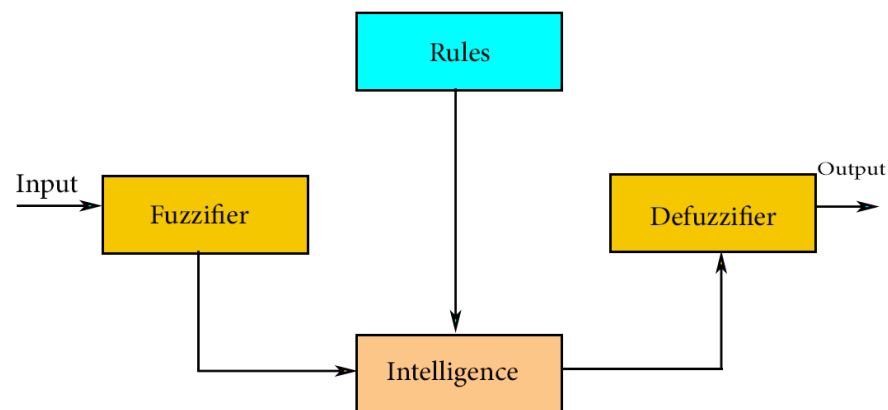 Rules
Input
Fuzzifier
Output
Defuzzifier
Intelligence